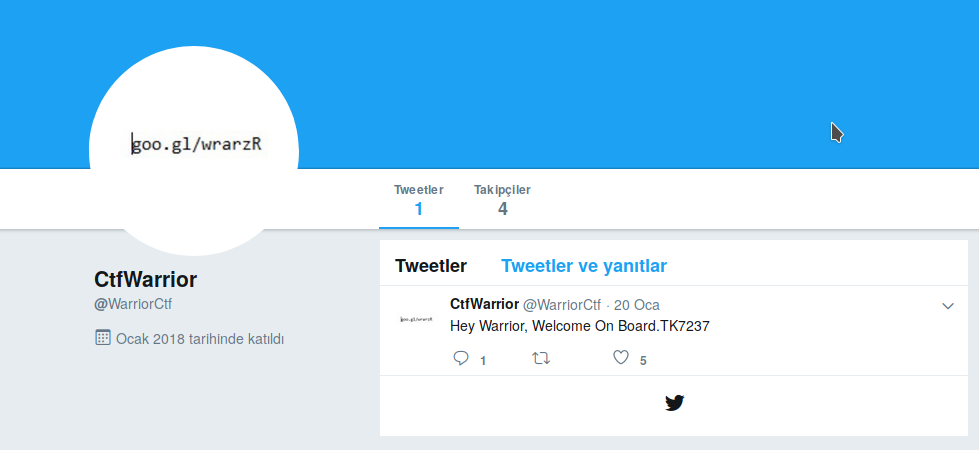 goo.gl/wrarzR
Tweetler
1
Takipçiler
4
CtfWarrior
@WarriorCtf
Ocak 2018 tarihinde katıldı
Tweetler
Tweetler ve yanıtlar
CtfWarrior @WarriorCtf · 20 Oca
goo.gl/wrarzR
Hey Warrior, Welcome On Board.TK7237
1
5